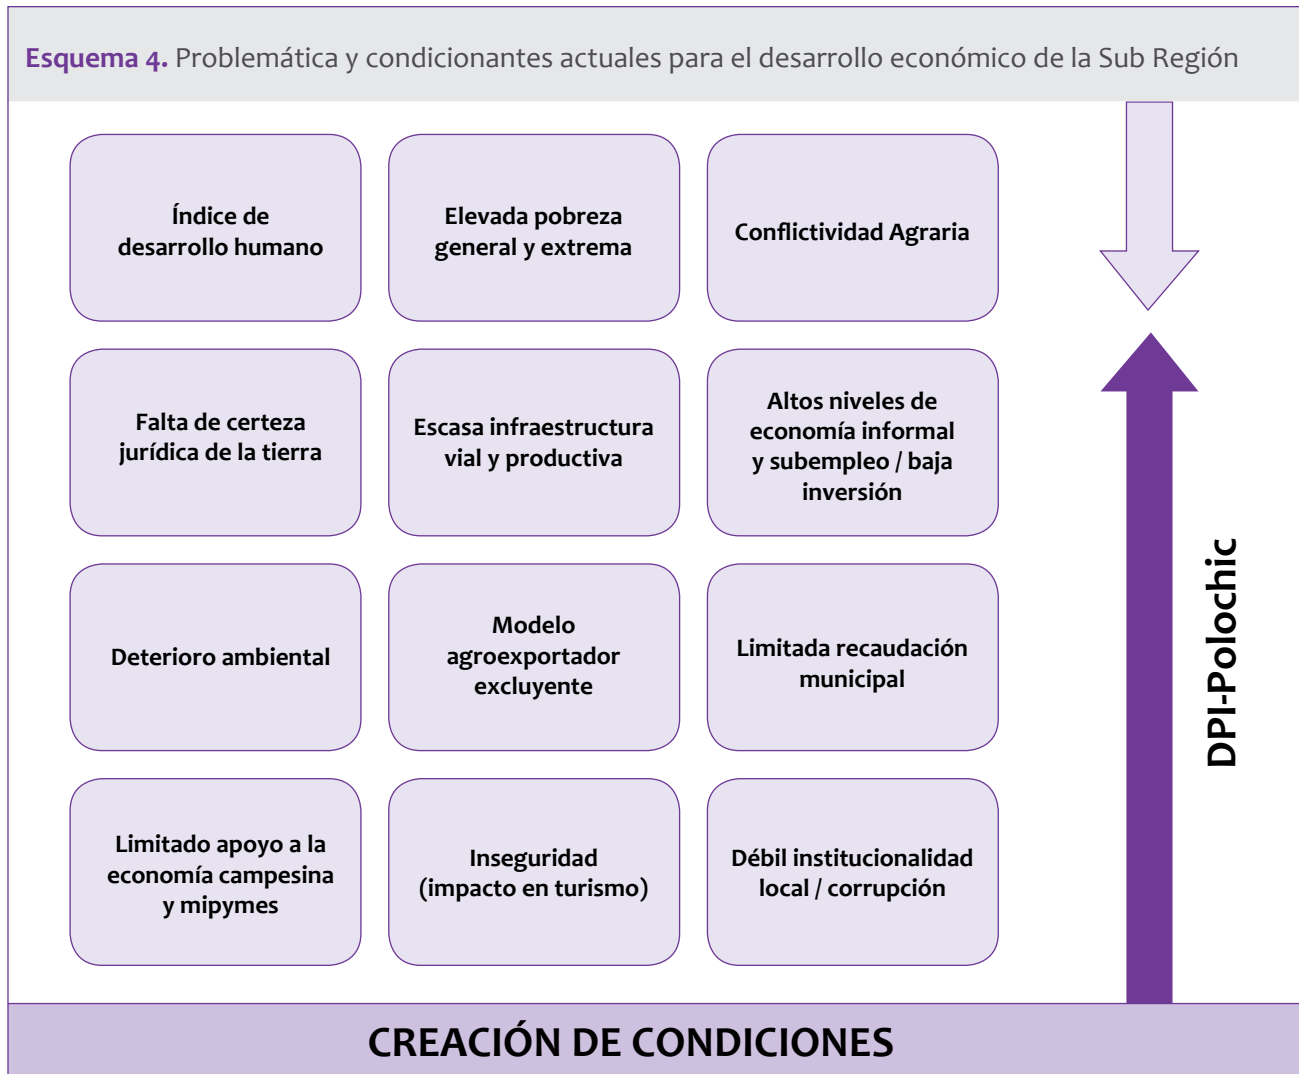 Esquema 4. Problemática y condicionantes actuales para el desarrollo económico de la Sub Región
Índice de
desarrollo humano
Elevada pobreza
general y extrema
Conflictividad Agraria
Falta de certeza
jurídica de la tierra
Escasa infraestructura
vial y productiva
Altos niveles de
economía informal
y subempleo / baja
inversión
Deterioro ambiental
Modelo
agroexportador
excluyente
Limitada recaudación
municipal
Limitado apoyo a la
economía campesina
y mipymes
Inseguridad
(impacto en turismo)
Débil institucionalidad
local / corrupción
DPI-Polochic
CREACIÓN DE CONDICIONES